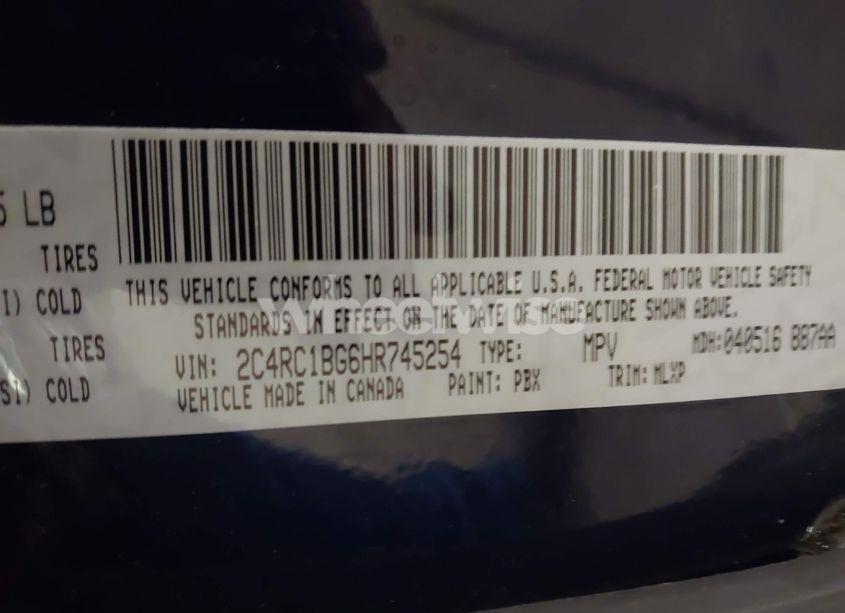 5 LB
TIRES
I) COLD
TIRES
SI) COLD
THIS VEHICLE CONFORMS TO ALL APPLICABLE U.S.A. FEDERAL MOTOR VEHICLE SAFETY
STANDARDS IN EFFECT ON THE DATE OF MANUFACTURE SHOWN ABOVE.
VIN: 2C4RC1BG6HR745254 TYPE: MPV MDH:040516 887AA
VEHICLE MADE IN CANADA PAINT: PBX TRIM: MLXP
wheelwise